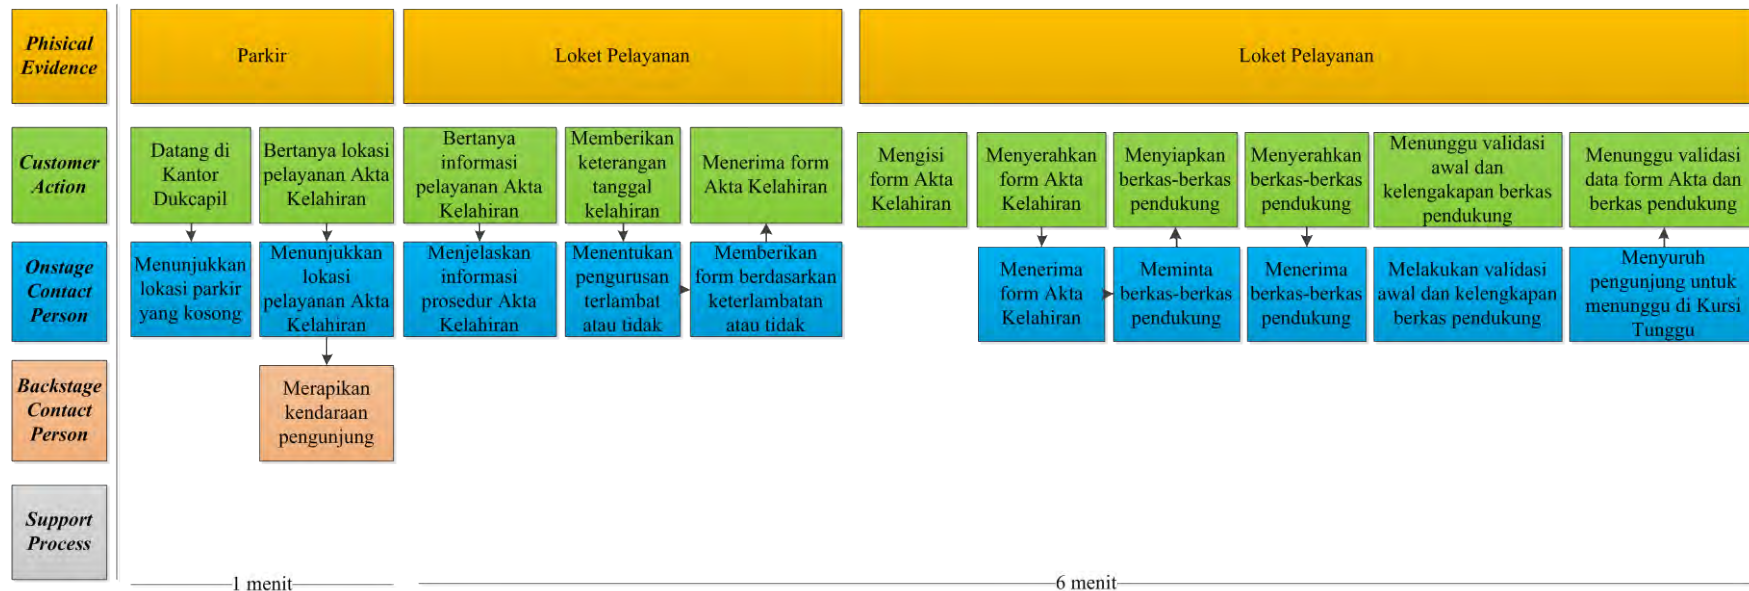 Phisical
Evidence
Parkir
Loket Pelayanan
Loket Pelayanan
Customer
Action
Datang di
Kantor
Dukcapil
Bertanya lokasi
pelayanan Akta
Kelahiran
Bertanya
informasi
pelayanan Akta
Kelahiran
Memberikan
keterangan
tanggal
kelahiran
Menerima form
Akta Kelahiran
Mengisi
form Akta
Kelahiran
Menyerahkan
form Akta
Kelahiran
Menyiapkan
berkas-berkas
pendukung
Menyerahkan
berkas-berkas
pendukung
Menunggu validasi
awal dan
kelengakapan berkas
pendukung
Menunggu validasi
data form Akta dan
berkas pendukung
Onstage
Contact
Person
Menunjukkan
lokasi parkir
yang kosong
Menunjukkan
lokasi
pelayanan Akta
Kelahiran
Menjelaskan
informasi
prosedur Akta
Kelahiran
Menentukan
pengurusan
terlambat
atau tidak
Memberikan
form berdasarkan
keterlambatan
atau tidak
Menerima
form Akta
Kelahiran
Meminta
berkas-berkas
pendukung
Menerima
berkas-berkas
pendukung
Melakukan validasi
awal dan kelengkapan
berkas pendukung
Menyuruh
pengunjung untuk
menunggu di Kursi
Tunggu
Backstage
Contact
Person
Merapikan
kendaraan
pengunjung
Support
Process
1 menit
6 menit